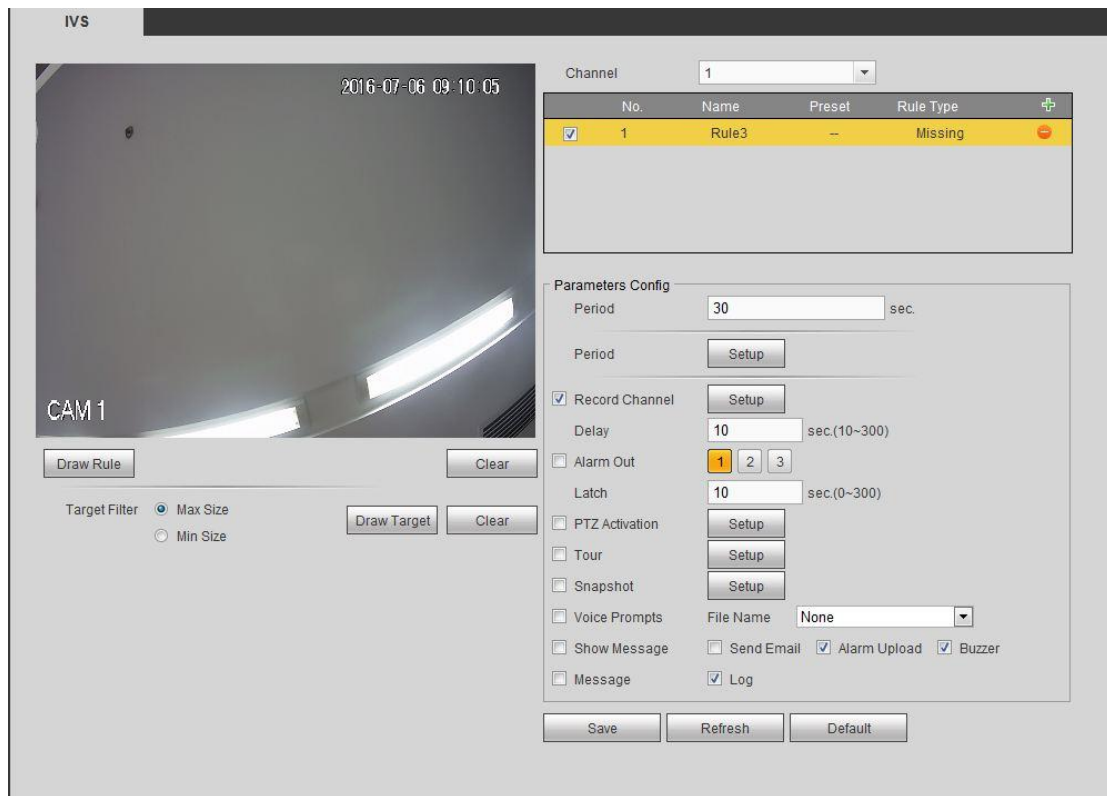 IVS
2016-07-06 09:10:05
CAM 1
Draw Rule
Clear
Target Filter
Max Size
Min Size
Draw Target
Clear
Channel 1
No. Name Preset Rule Type
1 Rule3 -- Missing
Parameters Config
Period 30 sec.
Period Setup
Record Channel Setup
Delay 10 sec.(10~300)
Alarm Out 1 2 3
Latch 10 sec.(0~300)
PTZ Activation Setup
Tour Setup
Snapshot Setup
Voice Prompts File Name None
Show Message Send Email Alarm Upload Buzzer
Message Log
Save Refresh Default